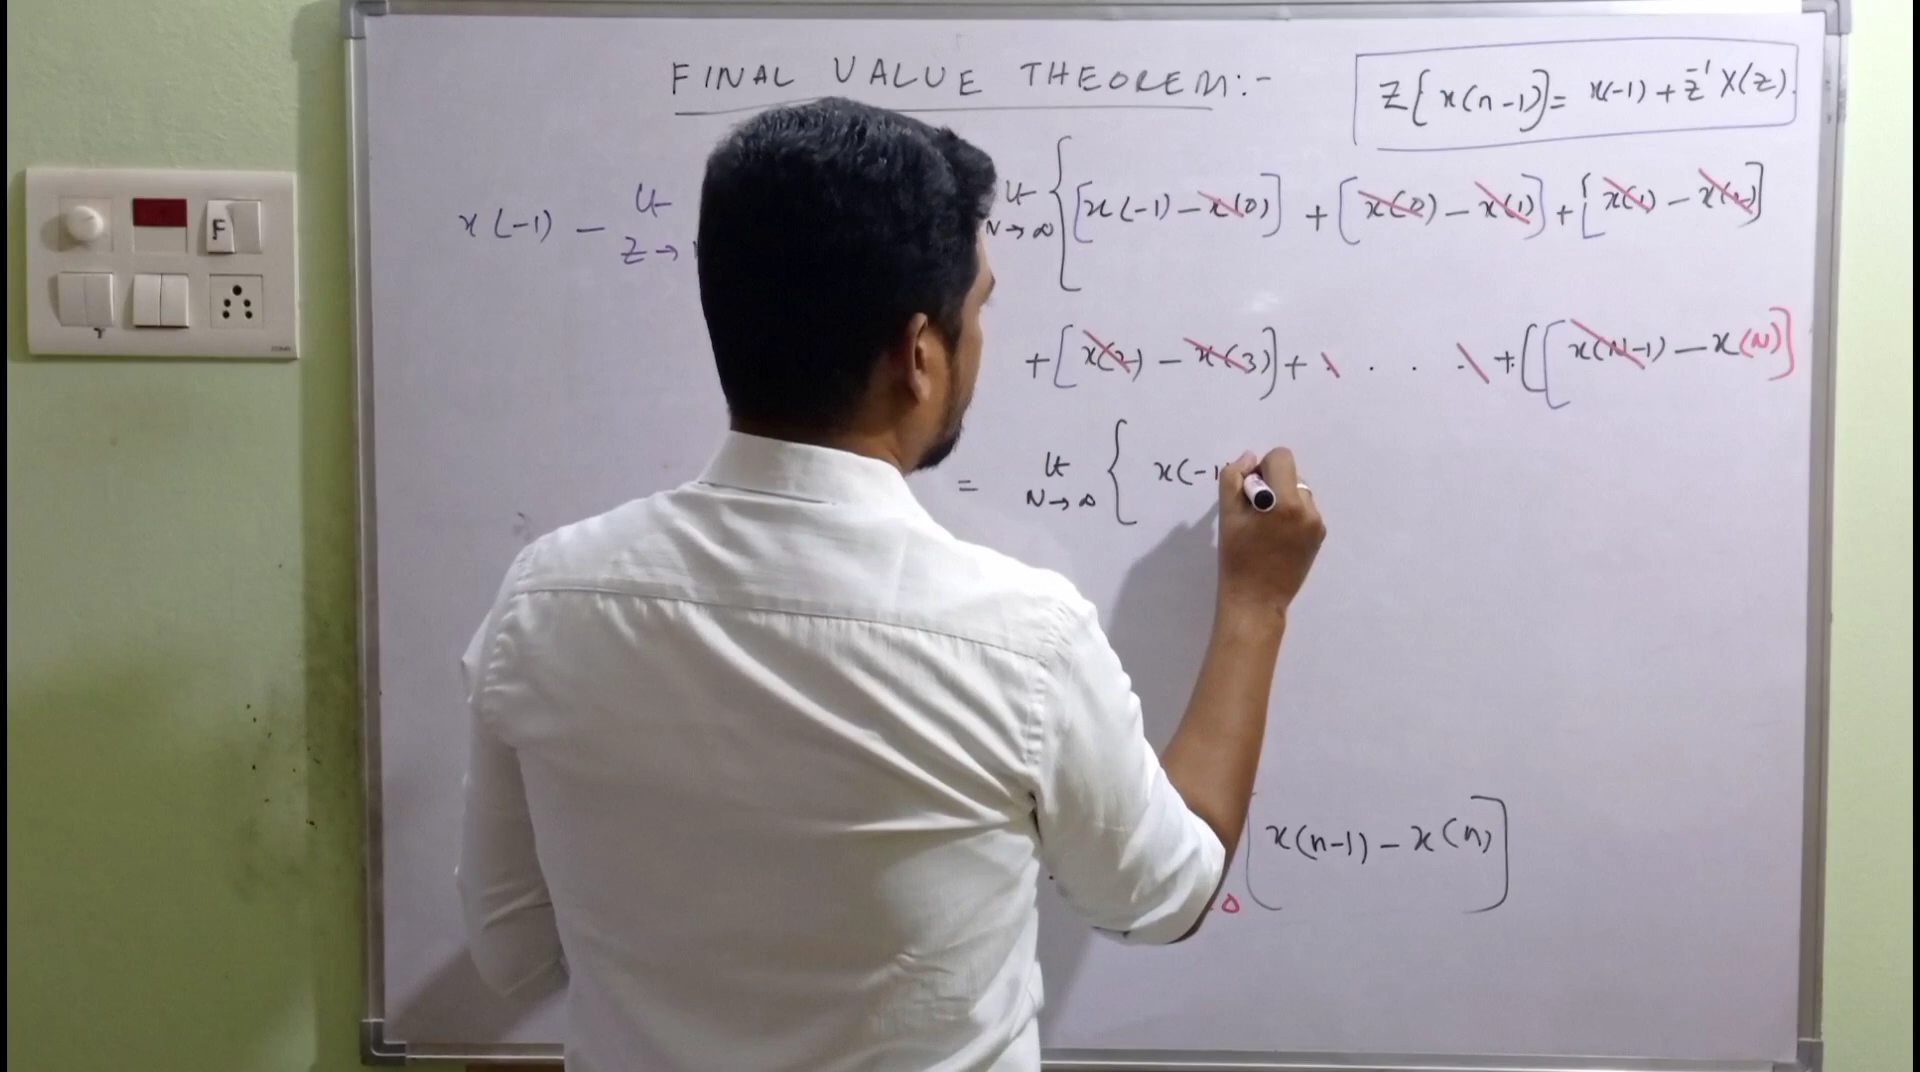 FINAL VALUE THEOREM:-
Z[x(n-1)] = x(-1) + z⁻¹ X(z).
x(-1) - Lt Z→
Lt N→∞ { [x(-1) - x(0)] + [x(0) - x(1)] + [x(1) - x(2)]
+ [x(2) - x(3)] + . . . . + [[x(N-1) - x(N)]
= Lt N→∞ { x(-1
[x(n-1) - x(n)]
F